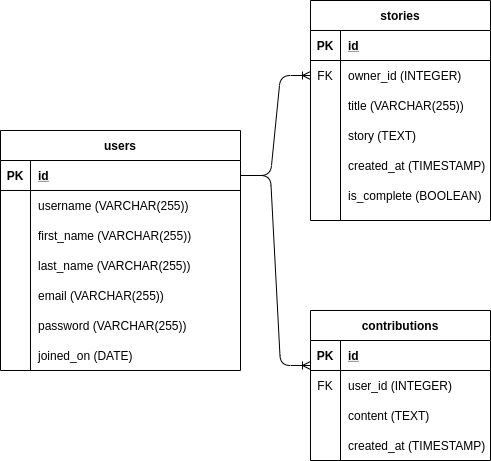 stories
PK id
FK owner_id (INTEGER)
title (VARCHAR(255))
story (TEXT)
created_at (TIMESTAMP)
is_complete (BOOLEAN)
users
PK id
username (VARCHAR(255))
first_name (VARCHAR(255))
last_name (VARCHAR(255))
email (VARCHAR(255))
password (VARCHAR(255))
joined_on (DATE)
contributions
PK id
FK user_id (INTEGER)
content (TEXT)
created_at (TIMESTAMP)